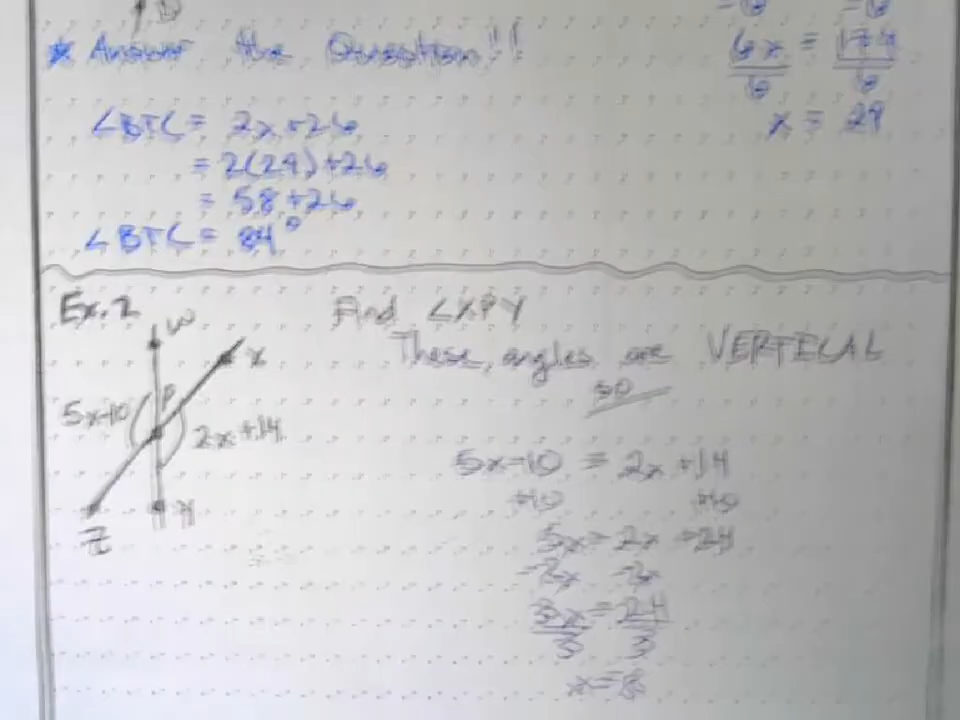 -6 -6
* Answer the Question!!
6x = 174
6 6
x = 29
∠BTC = 2x+26
= 2(29)+26
= 58+26
∠BTC = 84°
Ex. 2
Find ∠XPY
These angles are VERTICAL
so
W
X
P
5x-10
2x+14
Z
Y
5x-10 = 2x+14
+10 +10
5x = 2x +24
-2x -2x
3x = 24
3 3
x=8